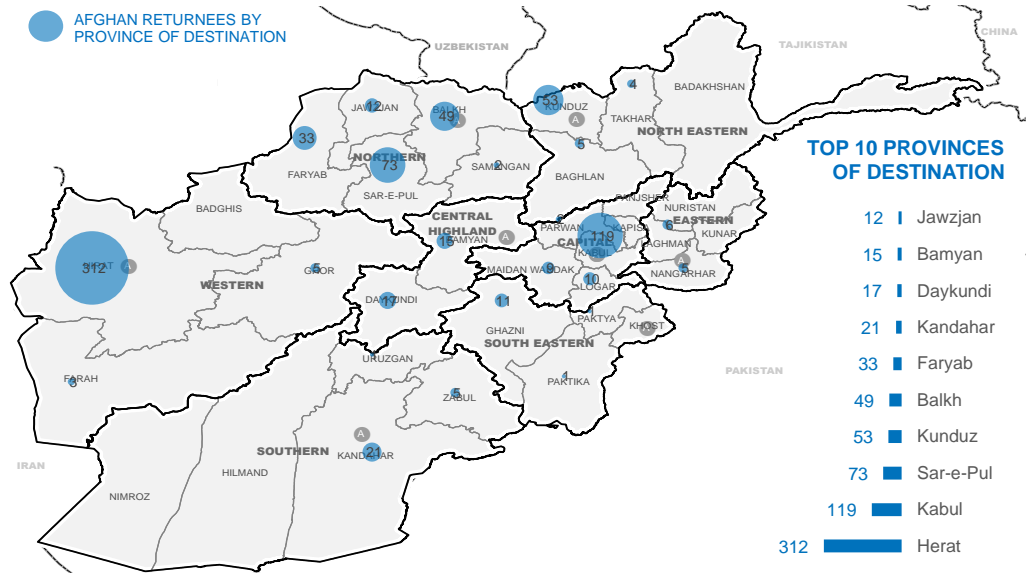 AFGHAN RETURNEES BY
PROVINCE OF DESTINATION
UZBEKISTAN
TAJIKISTAN
CHINA
BADAKHSHAN
4
TAKHAR
NORTH EASTERN
53
KUNDUZ
A
12
JAWZJAN
BALKH
49
A
33
FARYAB
NORTHERN
73
SAR-E-PUL
2
SAMANGAN
5
BAGHLAN
BADGHIS
CENTRAL
HIGHLAND
BAMYAN
15
A
PANJSHER
PARWAN
KAPISA
119
CAPITAL
KABUL
NURISTAN
EASTERN
6
KUNAR
LAGHMAN
A
5
NANGARHAR
312
HERAT
A
WESTERN
5
GHOR
MAIDAN WARDAK
9
10
LOGAR
17
DAYKUNDI
11
GHAZNI
SOUTH EASTERN
PAKTYA
KHOST
A
PAKTIKA
URUZGAN
3
FARAH
5
ZABUL
A
SOUTHERN
21
KANDAHAR
HILMAND
NIMROZ
IRAN
PAKISTAN
TOP 10 PROVINCES
OF DESTINATION
12 Jawzjan
15 Bamyan
17 Daykundi
21 Kandahar
33 Faryab
49 Balkh
53 Kunduz
73 Sar-e-Pul
119 Kabul
312 Herat